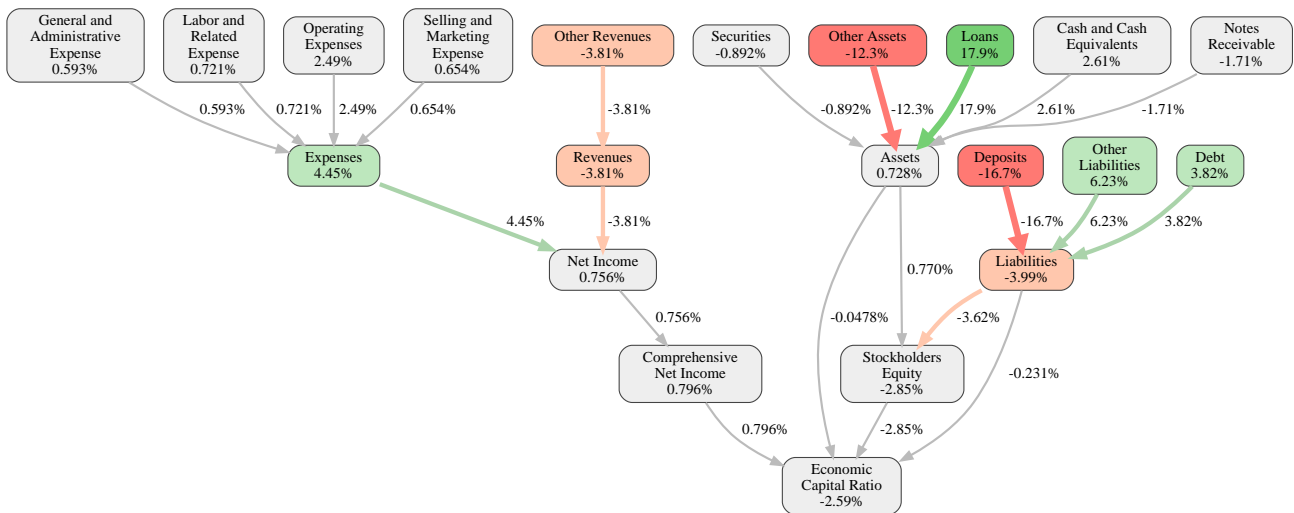 General and
Administrative
Expense
0.593%
Labor and
Related
Expense
0.721%
Operating
Expenses
2.49%
Selling and
Marketing
Expense
0.654%
Other Revenues
-3.81%
Securities
-0.892%
Other Assets
-12.3%
Loans
17.9%
Cash and Cash
Equivalents
2.61%
Notes
Receivable
-1.71%
0.593%
0.721%
2.49%
0.654%
-3.81%
-0.892%
-12.3%
17.9%
2.61%
-1.71%
Expenses
4.45%
Revenues
-3.81%
Assets
0.728%
Deposits
-16.7%
Other
Liabilities
6.23%
Debt
3.82%
4.45%
-3.81%
-16.7%
6.23%
3.82%
Net Income
0.756%
0.770%
Liabilities
-3.99%
0.756%
-0.0478%
-3.62%
Comprehensive
Net Income
0.796%
Stockholders
Equity
-2.85%
-0.231%
0.796%
-2.85%
Economic
Capital Ratio
-2.59%